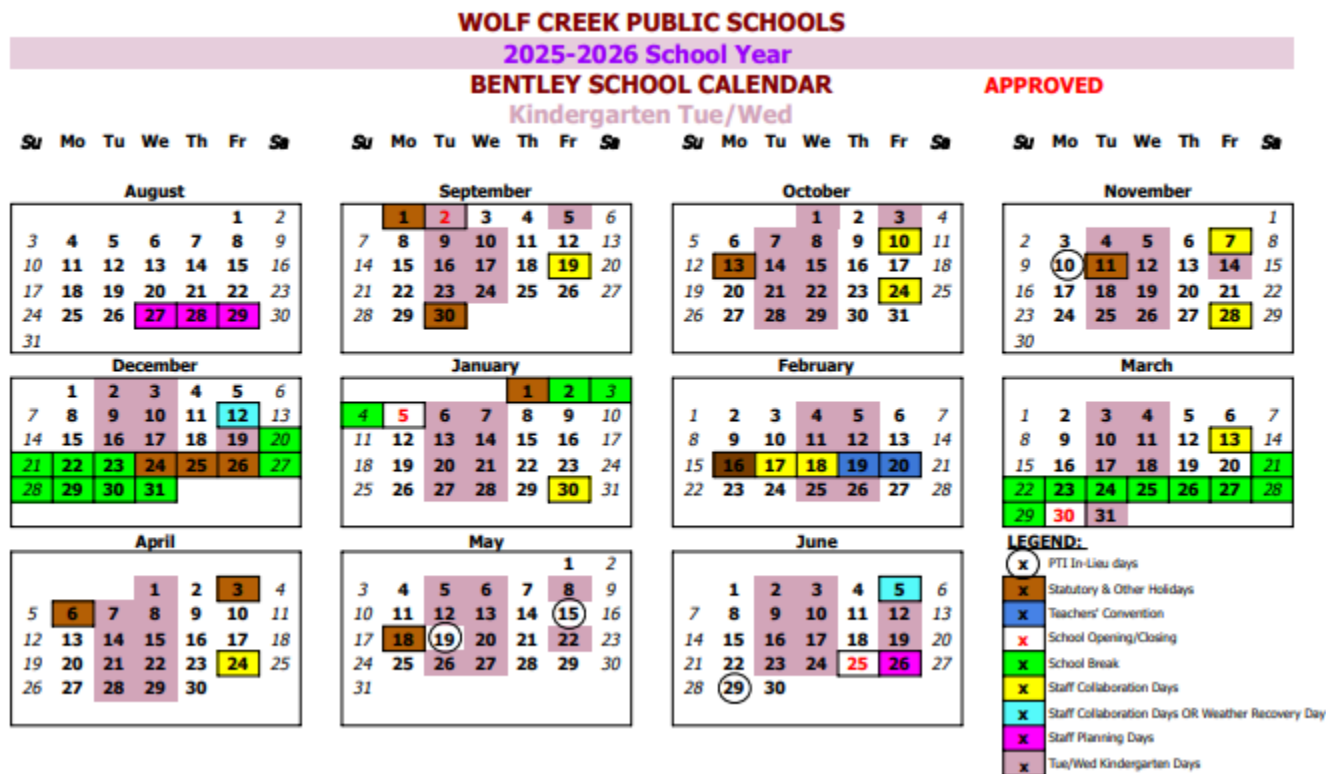 WOLF CREEK PUBLIC SCHOOLS
2025-2026 School Year
BENTLEY SCHOOL CALENDAR APPROVED
Kindergarten Tue/Wed
Su Mo Tu We Th Fr Sa Su Mo Tu We Th Fr Sa Su Mo Tu We Th Fr Sa Su Mo Tu We Th Fr Sa
August September October November
1 2 1 2 3 4 5 6 1 2 3 4 1
3 4 5 6 7 8 9 7 8 9 10 11 12 13 5 6 7 8 9 10 11 2 3 4 5 6 7 8
10 11 12 13 14 15 16 14 15 16 17 18 19 20 12 13 14 15 16 17 18 9 10 11 12 13 14 15
17 18 19 20 21 22 23 21 22 23 24 25 26 27 19 20 21 22 23 24 25 16 17 18 19 20 21 22
24 25 26 27 28 29 30 28 29 30 26 27 28 29 30 31 23 24 25 26 27 28 29
31 30
December January February March
1 2 3 4 5 6 1 2 3
7 8 9 10 11 12 13 4 5 6 7 8 9 10 1 2 3 4 5 6 7 1 2 3 4 5 6 7
14 15 16 17 18 19 20 11 12 13 14 15 16 17 8 9 10 11 12 13 14 8 9 10 11 12 13 14
21 22 23 24 25 26 27 18 19 20 21 22 23 24 15 16 17 18 19 20 21 15 16 17 18 19 20 21
28 29 30 31 25 26 27 28 29 30 31 22 23 24 25 26 27 28 22 23 24 25 26 27 28
29 30 31
April May June LEGEND:
1 2 x PTI In-Lieu days
1 2 3 4 3 4 5 6 7 8 9 1 2 3 4 5 6 x Statutory & Other Holidays
5 6 7 8 9 10 11 10 11 12 13 14 15 16 7 8 9 10 11 12 13 x Teachers' Convention
12 13 14 15 16 17 18 17 18 19 20 21 22 23 14 15 16 17 18 19 20 x School Opening/Closing
19 20 21 22 23 24 25 24 25 26 27 28 29 30 21 22 23 24 25 26 27 x School Break
26 27 28 29 30 31 28 29 30 x Staff Collaboration Days
x Staff Collaboration Days OR Weather Recovery Day
x Staff Planning Days
x Tue/Wed Kindergarten Days